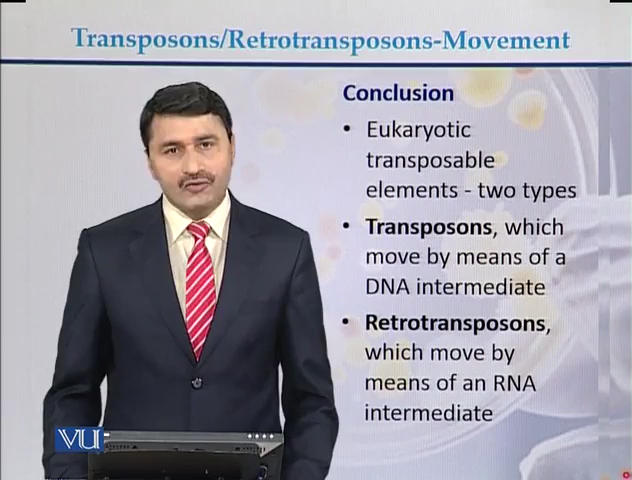 Transposons/Retrotransposons-Movement
Conclusion
• Eukaryotic
transposable
elements - two types
• Transposons, which
move by means of a
DNA intermediate
• Retrotransposons,
which move by
means of an RNA
intermediate
VU